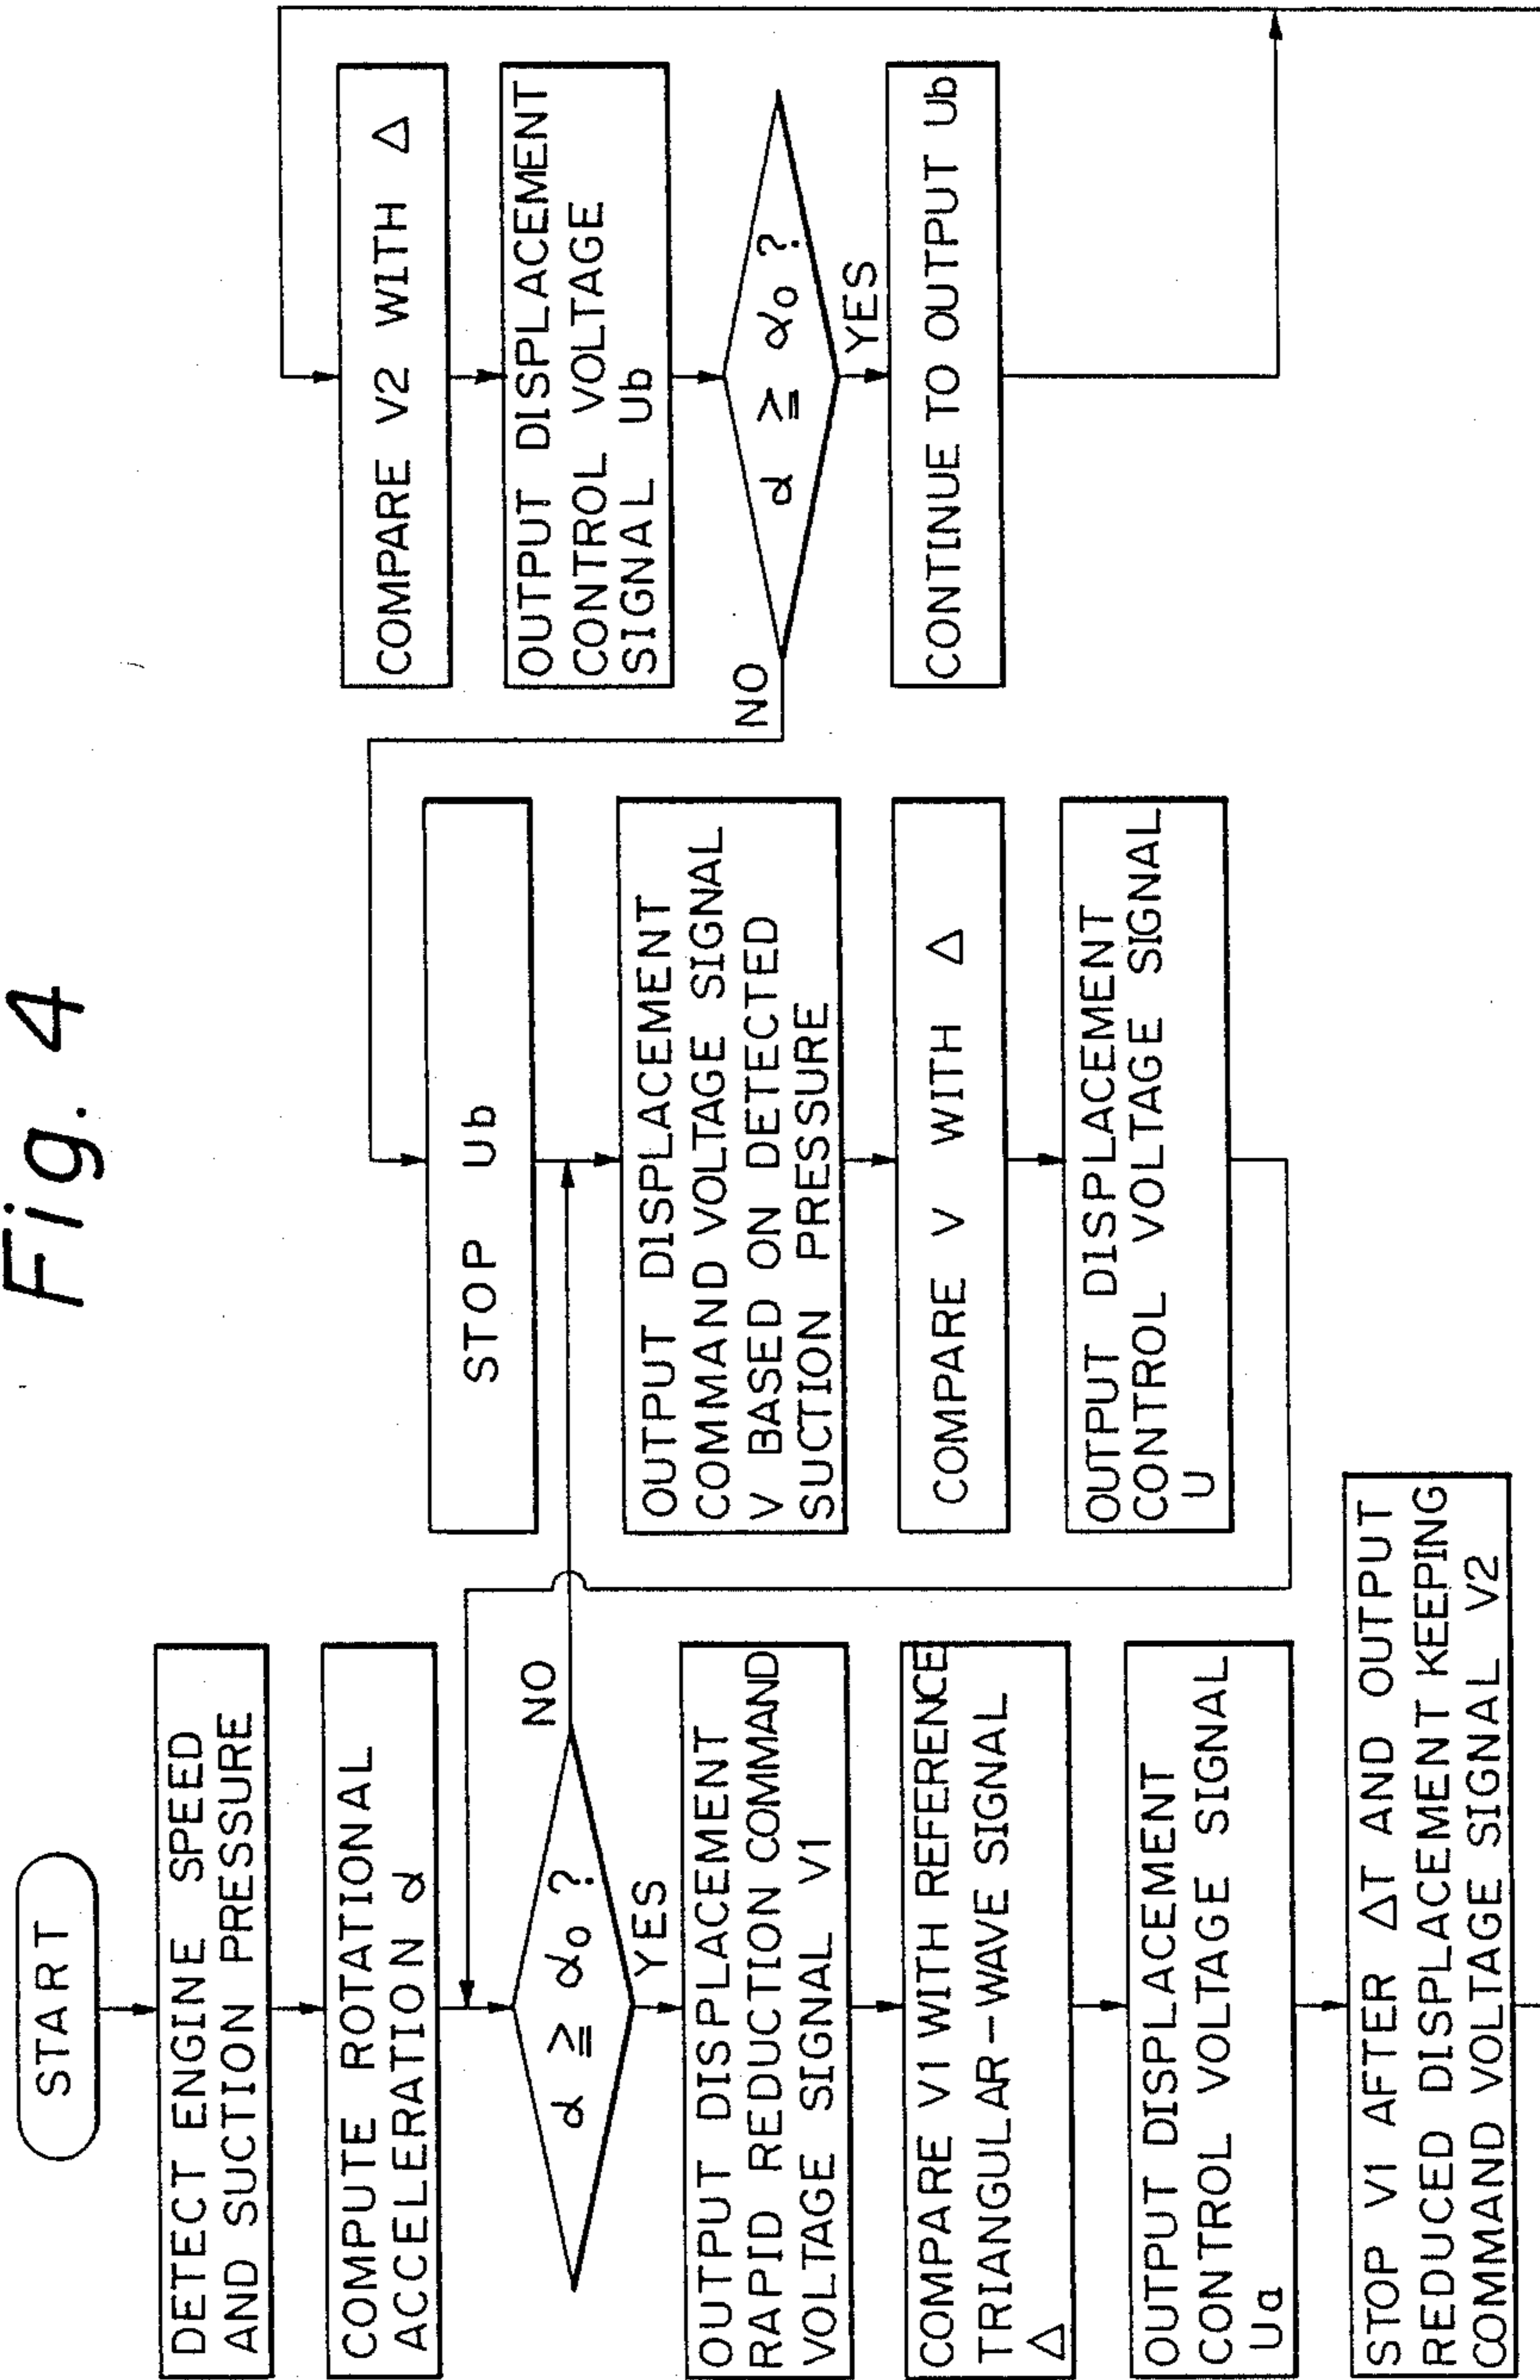 Fig. 4
START
DETECT ENGINE SPEED
AND SUCTION PRESSURE
COMPUTE ROTATIONAL
ACCELERATION α
α ≧ α0 ?
NO
YES
OUTPUT DISPLACEMENT
RAPID REDUCTION COMMAND
VOLTAGE SIGNAL V1
COMPARE V1 WITH REFERENCE
TRIANGULAR-WAVE SIGNAL
△
OUTPUT DISPLACEMENT
CONTROL VOLTAGE SIGNAL
Ua
STOP V1 AFTER ΔT AND OUTPUT
REDUCED DISPLACEMENT KEEPING
COMMAND VOLTAGE SIGNAL V2
STOP Ub
OUTPUT DISPLACEMENT
COMMAND VOLTAGE SIGNAL
V BASED ON DETECTED
SUCTION PRESSURE
COMPARE V WITH △
OUTPUT DISPLACEMENT
CONTROL VOLTAGE SIGNAL
U
COMPARE V2 WITH △
OUTPUT DISPLACEMENT
CONTROL VOLTAGE
SIGNAL Ub
α ≧ α0 ?
NO
YES
CONTINUE TO OUTPUT Ub